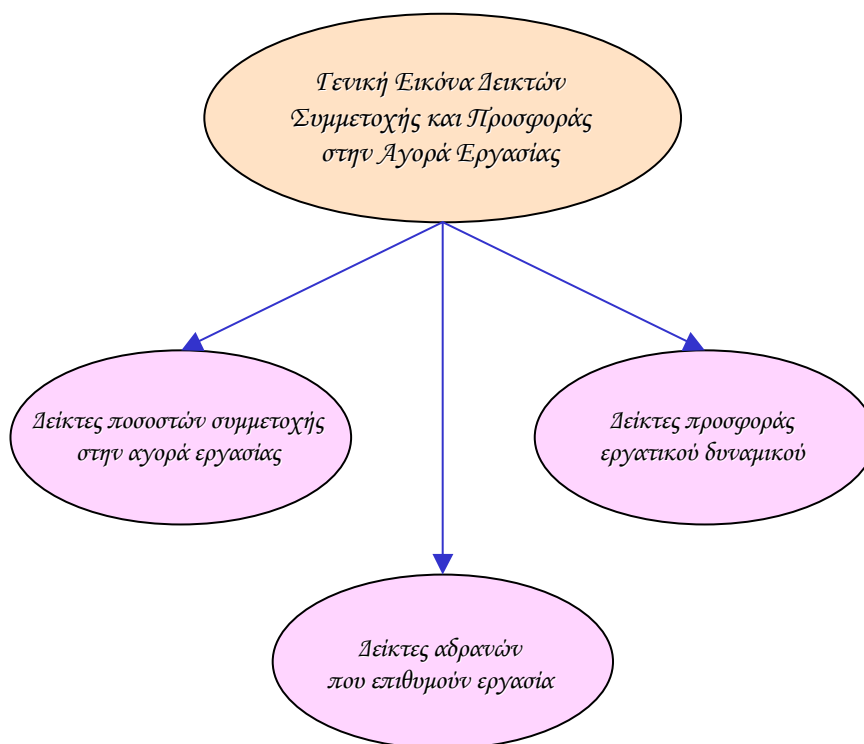 Γενική Εικόνα Δεικτών
Συμμετοχής και Προσφοράς
στην Αγορά Εργασίας
Δείκτες ποσοστών συμμετοχής
στην αγορά εργασίας
Δείκτες προσφοράς
εργατικού δυναμικού
Δείκτες αδρανών
που επιθυμούν εργασία